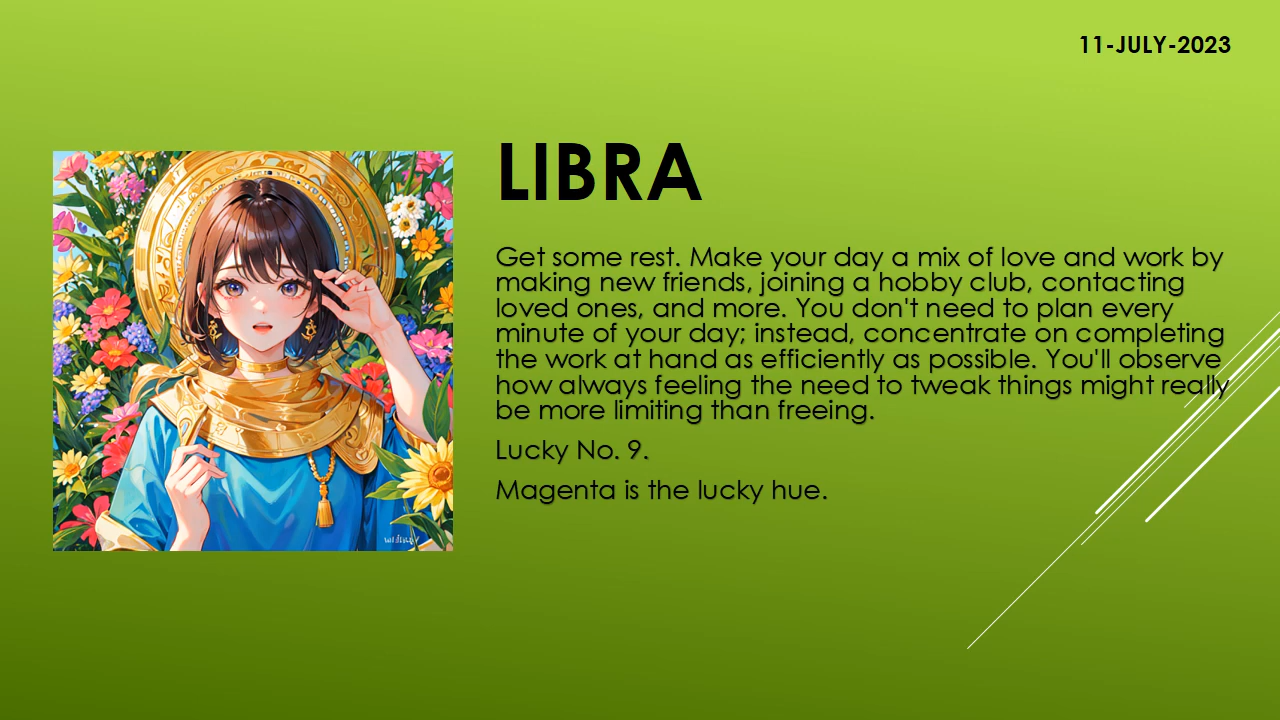 11-JULY-2023
LIBRA
Get some rest. Make your day a mix of love and work by
making new friends, joining a hobby club, contacting
loved ones, and more. You don't need to plan every
minute of your day; instead, concentrate on completing
the work at hand as efficiently as possible. You'll observe
how always feeling the need to tweak things might really
be more limiting than freeing.
Lucky No. 9.
Magenta is the lucky hue.